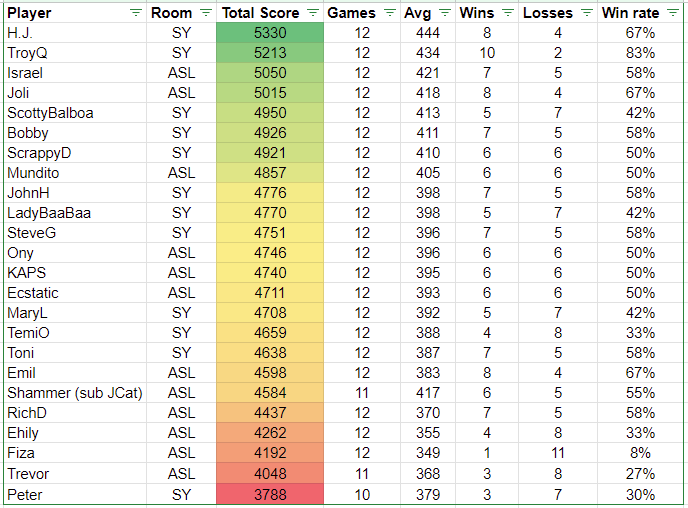 Player Room Total Score Games Avg Wins Losses Win rate
H.J. SY 5330 12 444 8 4 67%
TroyQ SY 5213 12 434 10 2 83%
Israel ASL 5050 12 421 7 5 58%
Joli ASL 5015 12 418 8 4 67%
ScottyBalboa SY 4950 12 413 5 7 42%
Bobby SY 4926 12 411 7 5 58%
ScrappyD SY 4921 12 410 6 6 50%
Mundito ASL 4857 12 405 6 6 50%
JohnH SY 4776 12 398 7 5 58%
LadyBaaBaa SY 4770 12 398 5 7 42%
SteveG SY 4751 12 396 7 5 58%
Ony ASL 4746 12 396 6 6 50%
KAPS ASL 4740 12 395 6 6 50%
Ecstatic ASL 4711 12 393 6 6 50%
MaryL SY 4708 12 392 5 7 42%
TemiO SY 4659 12 388 4 8 33%
Toni SY 4638 12 387 7 5 58%
Emil ASL 4598 12 383 8 4 67%
Shammer (sub JCat) ASL 4584 11 417 6 5 55%
RichD ASL 4437 12 370 7 5 58%
Ehily ASL 4262 12 355 4 8 33%
Fiza ASL 4192 12 349 1 11 8%
Trevor ASL 4048 11 368 3 8 27%
Peter SY 3788 10 379 3 7 30%